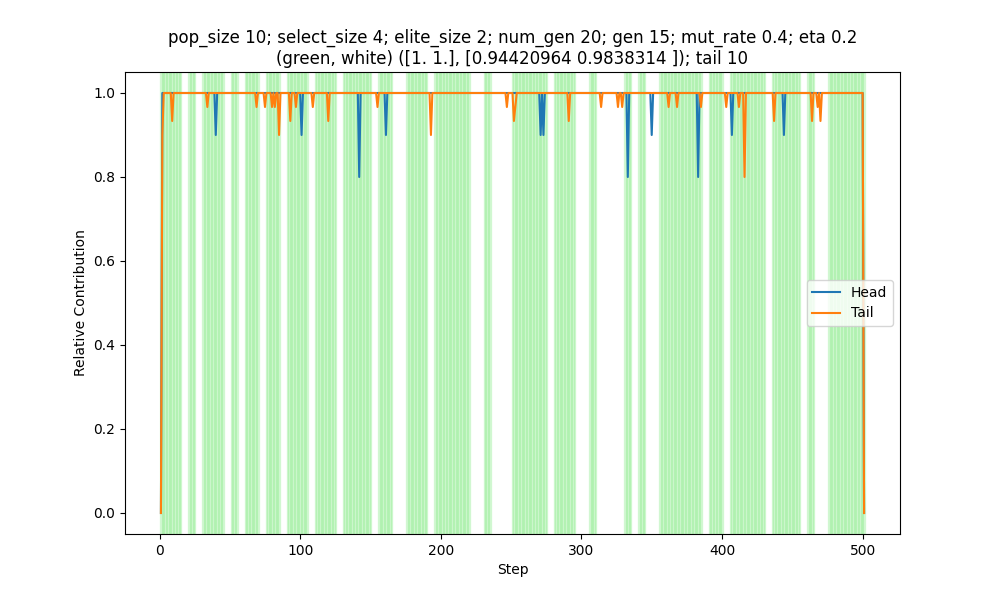 pop_size 10; select_size 4; elite_size 2; num_gen 20; gen 15; mut_rate 0.4; eta 0.2
(green, white) ([1. 1.], [0.94420964 0.9838314 ]); tail 10
1.0
0.8
0.6
0.4
0.2
0.0
Relative Contribution
Head
Tail
0
100
200
300
400
500
Step